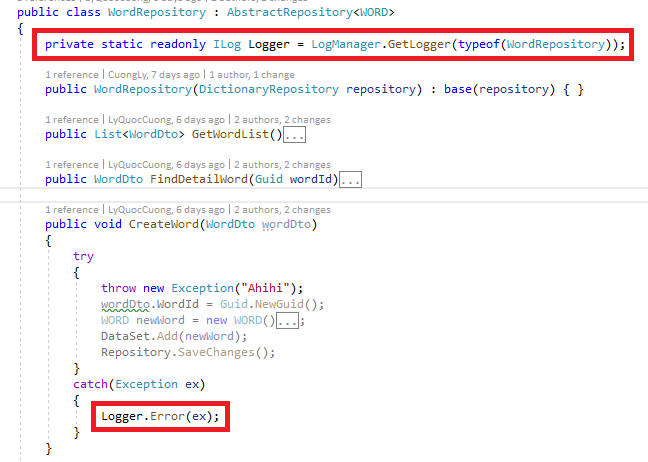 public class WordRepository : AbstractRepository<WORD>
{
private static readonly ILog Logger = LogManager.GetLogger(typeof(WordRepository));
1 reference | CuongLy, 7 days ago | 1 author, 1 change
public WordRepository(DictionaryRepository repository) : base(repository) { }
1 reference | LyQuocCuong, 6 days ago | 2 authors, 2 changes
public List<WordDto> GetWordList()...
1 reference | LyQuocCuong, 6 days ago | 2 authors, 2 changes
public WordDto FindDetailWord(Guid wordId)...
1 reference | LyQuocCuong, 6 days ago | 2 authors, 2 changes
public void CreateWord(WordDto wordDto)
{
try
{
throw new Exception("Ahihi");
wordDto.WordId = Guid.NewGuid();
WORD newWord = new WORD()...;
DataSet.Add(newWord);
Repository.SaveChanges();
}
catch(Exception ex)
{
Logger.Error(ex);
}
}